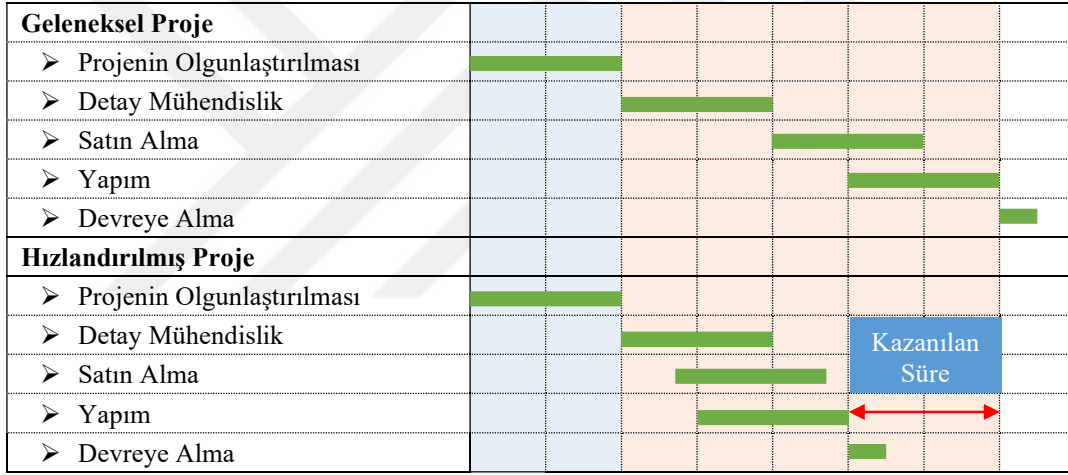 Geleneksel Proje
➢ Projenin Olgunlaştırılması
➢ Detay Mühendislik
➢ Satın Alma
➢ Yapım
➢ Devreye Alma
Hızlandırılmış Proje
➢ Projenin Olgunlaştırılması
➢ Detay Mühendislik
➢ Satın Alma
➢ Yapım
➢ Devreye Alma
Kazanılan
Süre